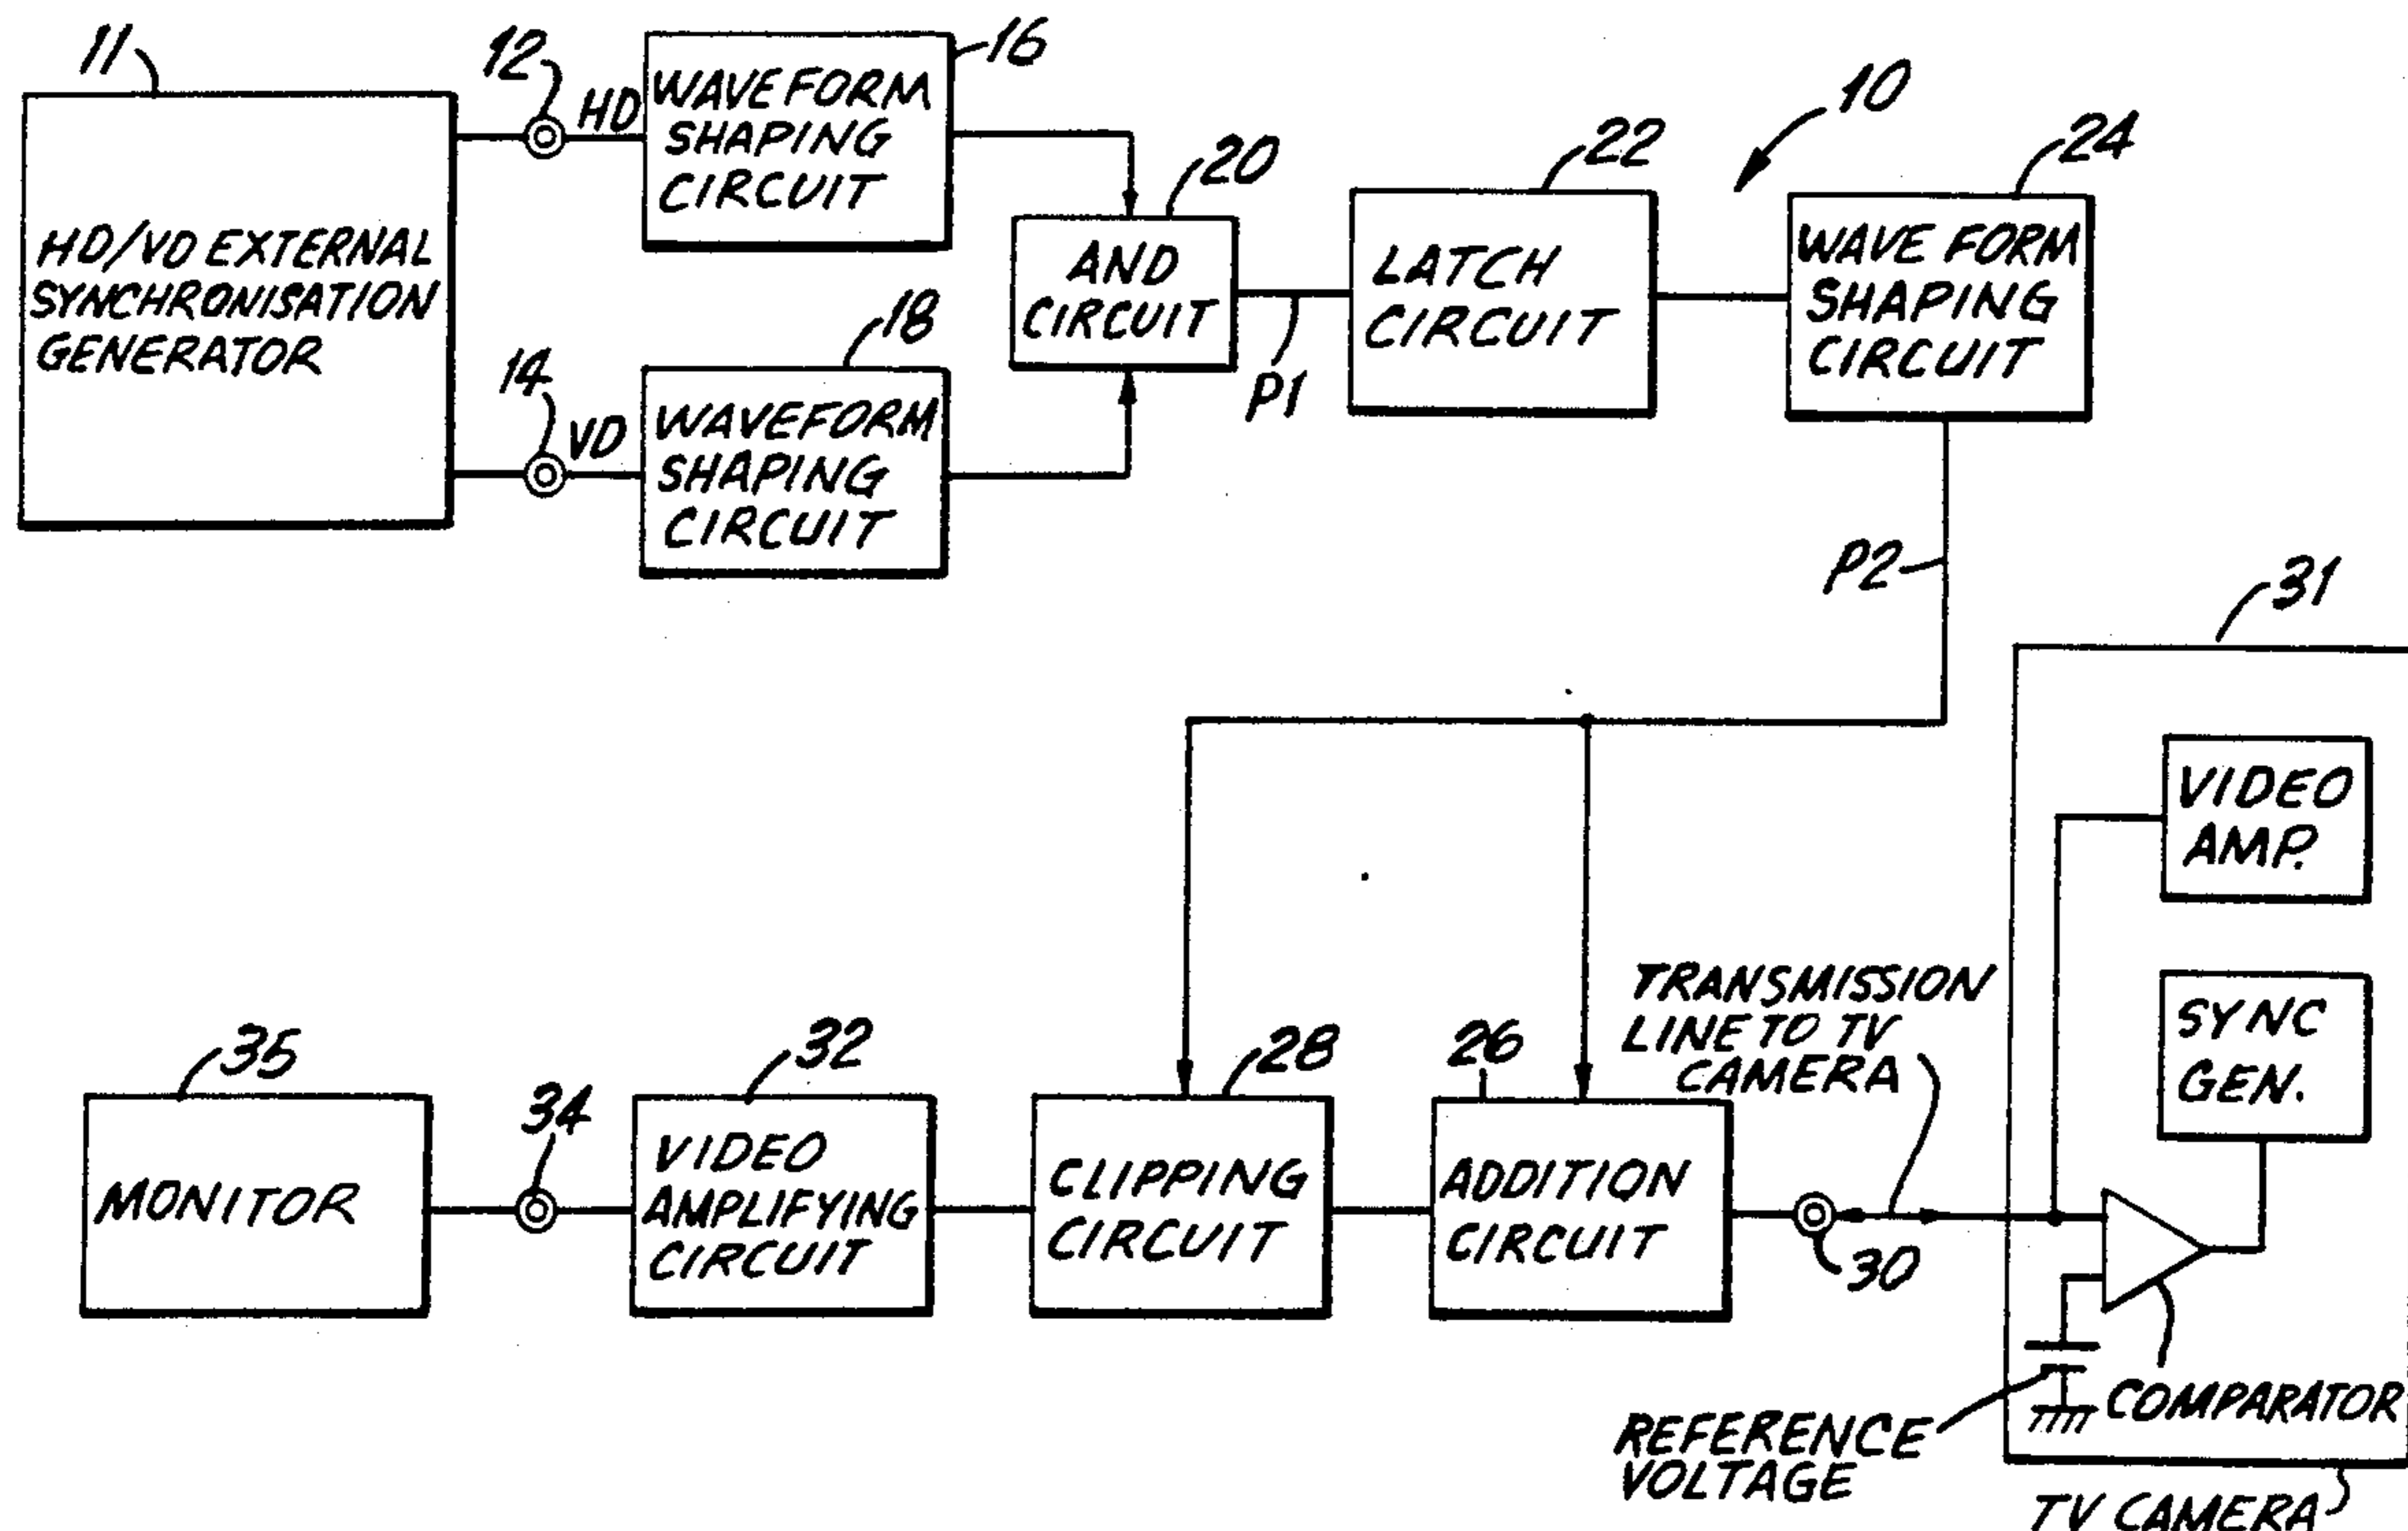 11
12
HD
WAVEFORM
SHAPING
CIRCUIT
16
10
HD/VD EXTERNAL
SYNCHRONISATION
GENERATOR
14
VD
WAVEFORM
SHAPING
CIRCUIT
18
20
AND
CIRCUIT
P1
22
LATCH
CIRCUIT
24
WAVE FORM
SHAPING
CIRCUIT
P2
31
VIDEO
AMP.
SYNC
GEN.
TRANSMISSION
LINE TO TV
CAMERA
35
MONITOR
34
32
VIDEO
AMPLIFYING
CIRCUIT
28
CLIPPING
CIRCUIT
26
ADDITION
CIRCUIT
30
COMPARATOR
REFERENCE
VOLTAGE
TV CAMERA